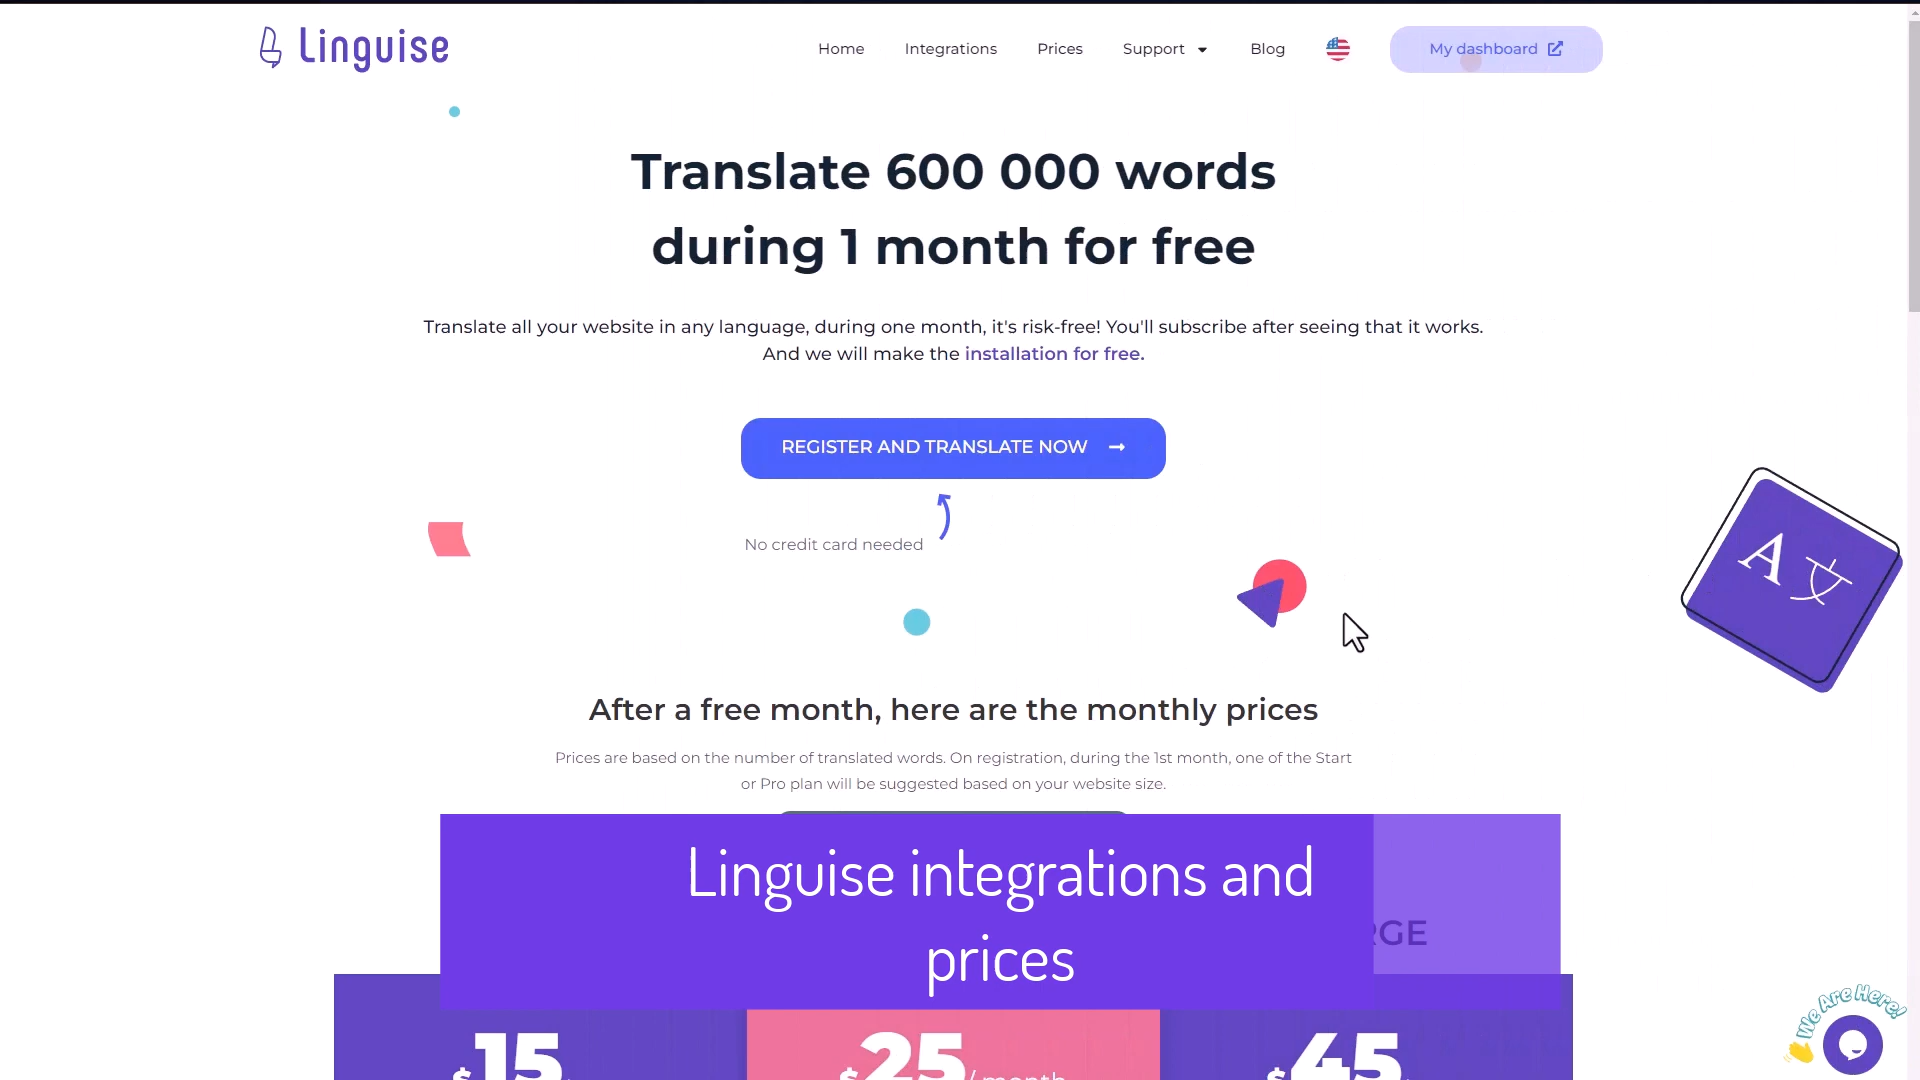 Linguise
Home
Integrations
Prices
Support
Blog
My dashboard
Translate 600 000 words
during 1 month for free
Translate all your website in any language, during one month, it's risk-free! You'll subscribe after seeing that it works.
And we will make the installation for free.
REGISTER AND TRANSLATE NOW
No credit card needed
A 文
After a free month, here are the monthly prices
Prices are based on the number of translated words. On registration, during the 1st month, one of the Start
or Pro plan will be suggested based on your website size.
Linguise integrations and
prices
$15
$25 / month
$45
We Are Here!